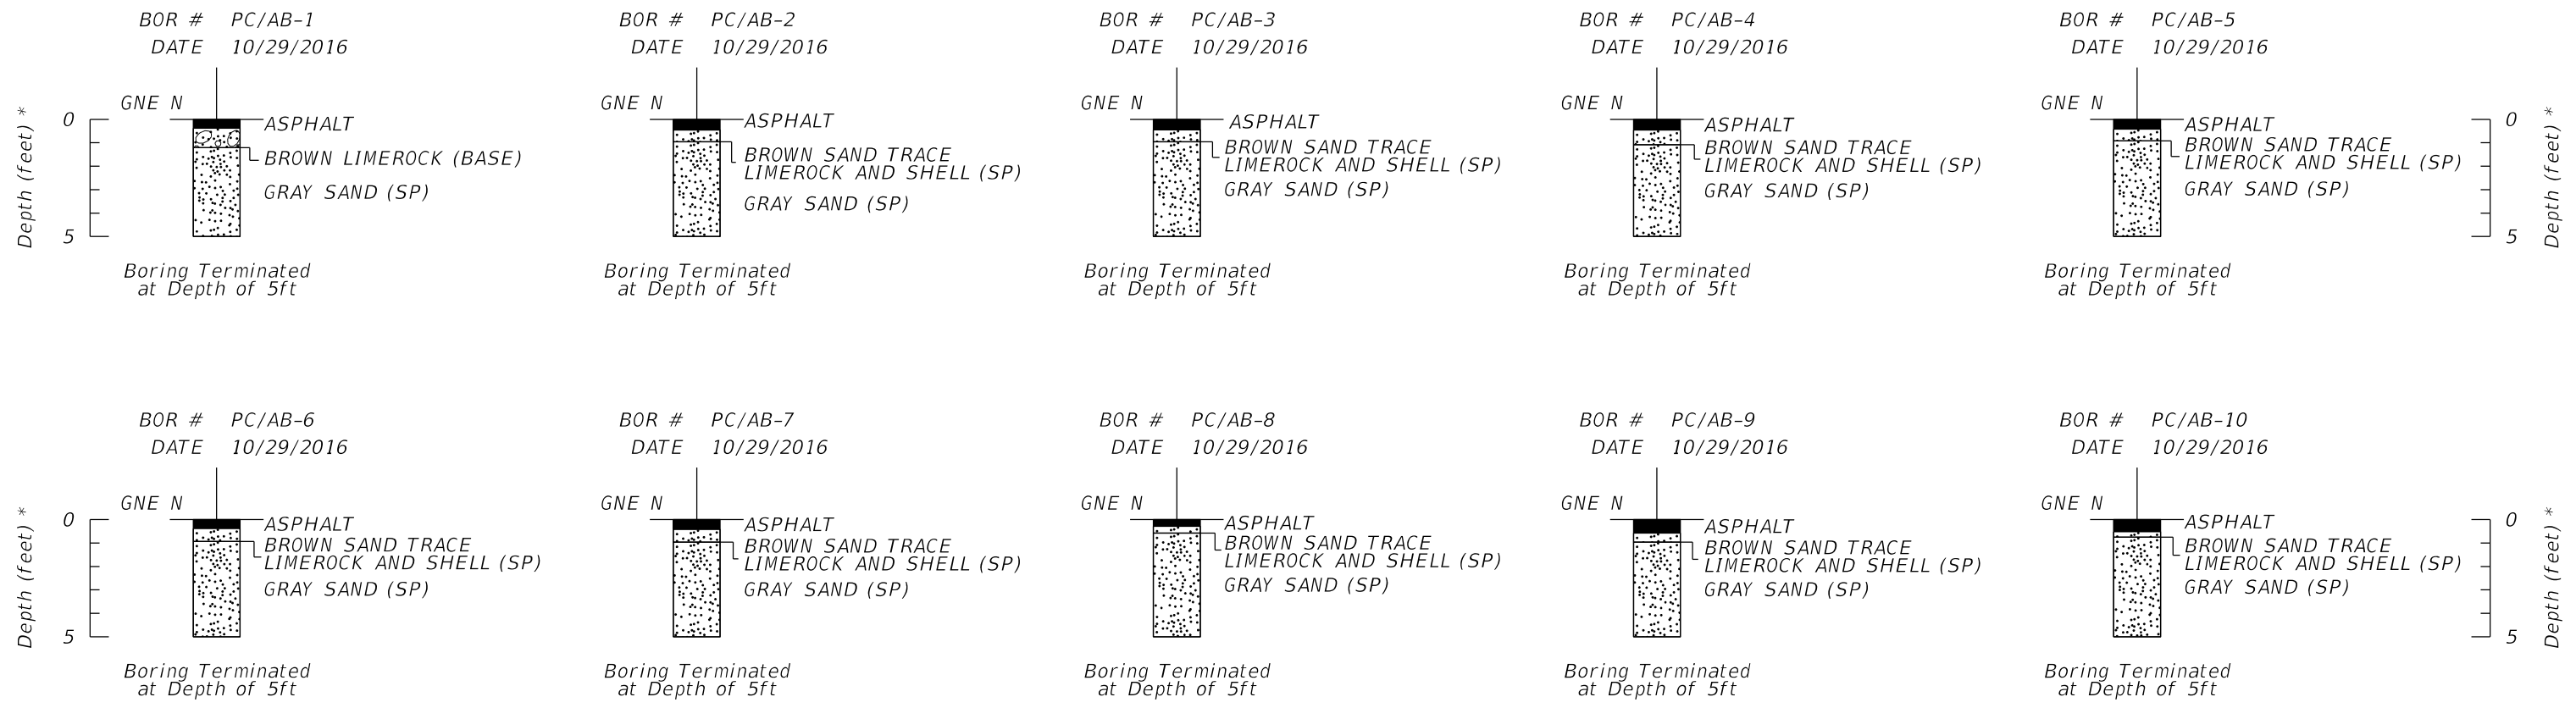 BOR # PC/AB-1
DATE 10/29/2016
GNE N
ASPHALT
BROWN LIMEROCK (BASE)
GRAY SAND (SP)
Boring Terminated
at Depth of 5ft
Depth (feet) *
0
5
BOR # PC/AB-2
DATE 10/29/2016
GNE N
ASPHALT
BROWN SAND TRACE
LIMEROCK AND SHELL (SP)
GRAY SAND (SP)
Boring Terminated
at Depth of 5ft
BOR # PC/AB-3
DATE 10/29/2016
GNE N
ASPHALT
BROWN SAND TRACE
LIMEROCK AND SHELL (SP)
GRAY SAND (SP)
Boring Terminated
at Depth of 5ft
BOR # PC/AB-4
DATE 10/29/2016
GNE N
ASPHALT
BROWN SAND TRACE
LIMEROCK AND SHELL (SP)
GRAY SAND (SP)
Boring Terminated
at Depth of 5ft
BOR # PC/AB-5
DATE 10/29/2016
GNE N
ASPHALT
BROWN SAND TRACE
LIMEROCK AND SHELL (SP)
GRAY SAND (SP)
Boring Terminated
at Depth of 5ft
0
5
Depth (feet) *
BOR # PC/AB-6
DATE 10/29/2016
GNE N
ASPHALT
BROWN SAND TRACE
LIMEROCK AND SHELL (SP)
GRAY SAND (SP)
Boring Terminated
at Depth of 5ft
Depth (feet) *
0
5
BOR # PC/AB-7
DATE 10/29/2016
GNE N
ASPHALT
BROWN SAND TRACE
LIMEROCK AND SHELL (SP)
GRAY SAND (SP)
Boring Terminated
at Depth of 5ft
BOR # PC/AB-8
DATE 10/29/2016
GNE N
ASPHALT
BROWN SAND TRACE
LIMEROCK AND SHELL (SP)
GRAY SAND (SP)
Boring Terminated
at Depth of 5ft
BOR # PC/AB-9
DATE 10/29/2016
GNE N
ASPHALT
BROWN SAND TRACE
LIMEROCK AND SHELL (SP)
GRAY SAND (SP)
Boring Terminated
at Depth of 5ft
BOR # PC/AB-10
DATE 10/29/2016
GNE N
ASPHALT
BROWN SAND TRACE
LIMEROCK AND SHELL (SP)
GRAY SAND (SP)
Boring Terminated
at Depth of 5ft
0
5
Depth (feet) *